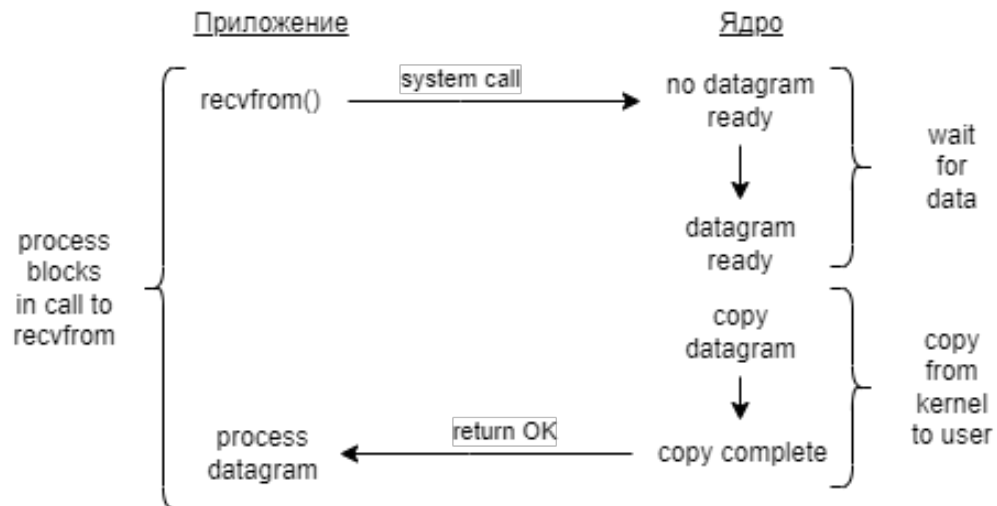 Приложение
Ядро
recvfrom()
system call
no datagram
ready
datagram
ready
wait
for
data
process
blocks
in call to
recvfrom
copy
datagram
copy complete
copy
from
kernel
to user
return OK
process
datagram